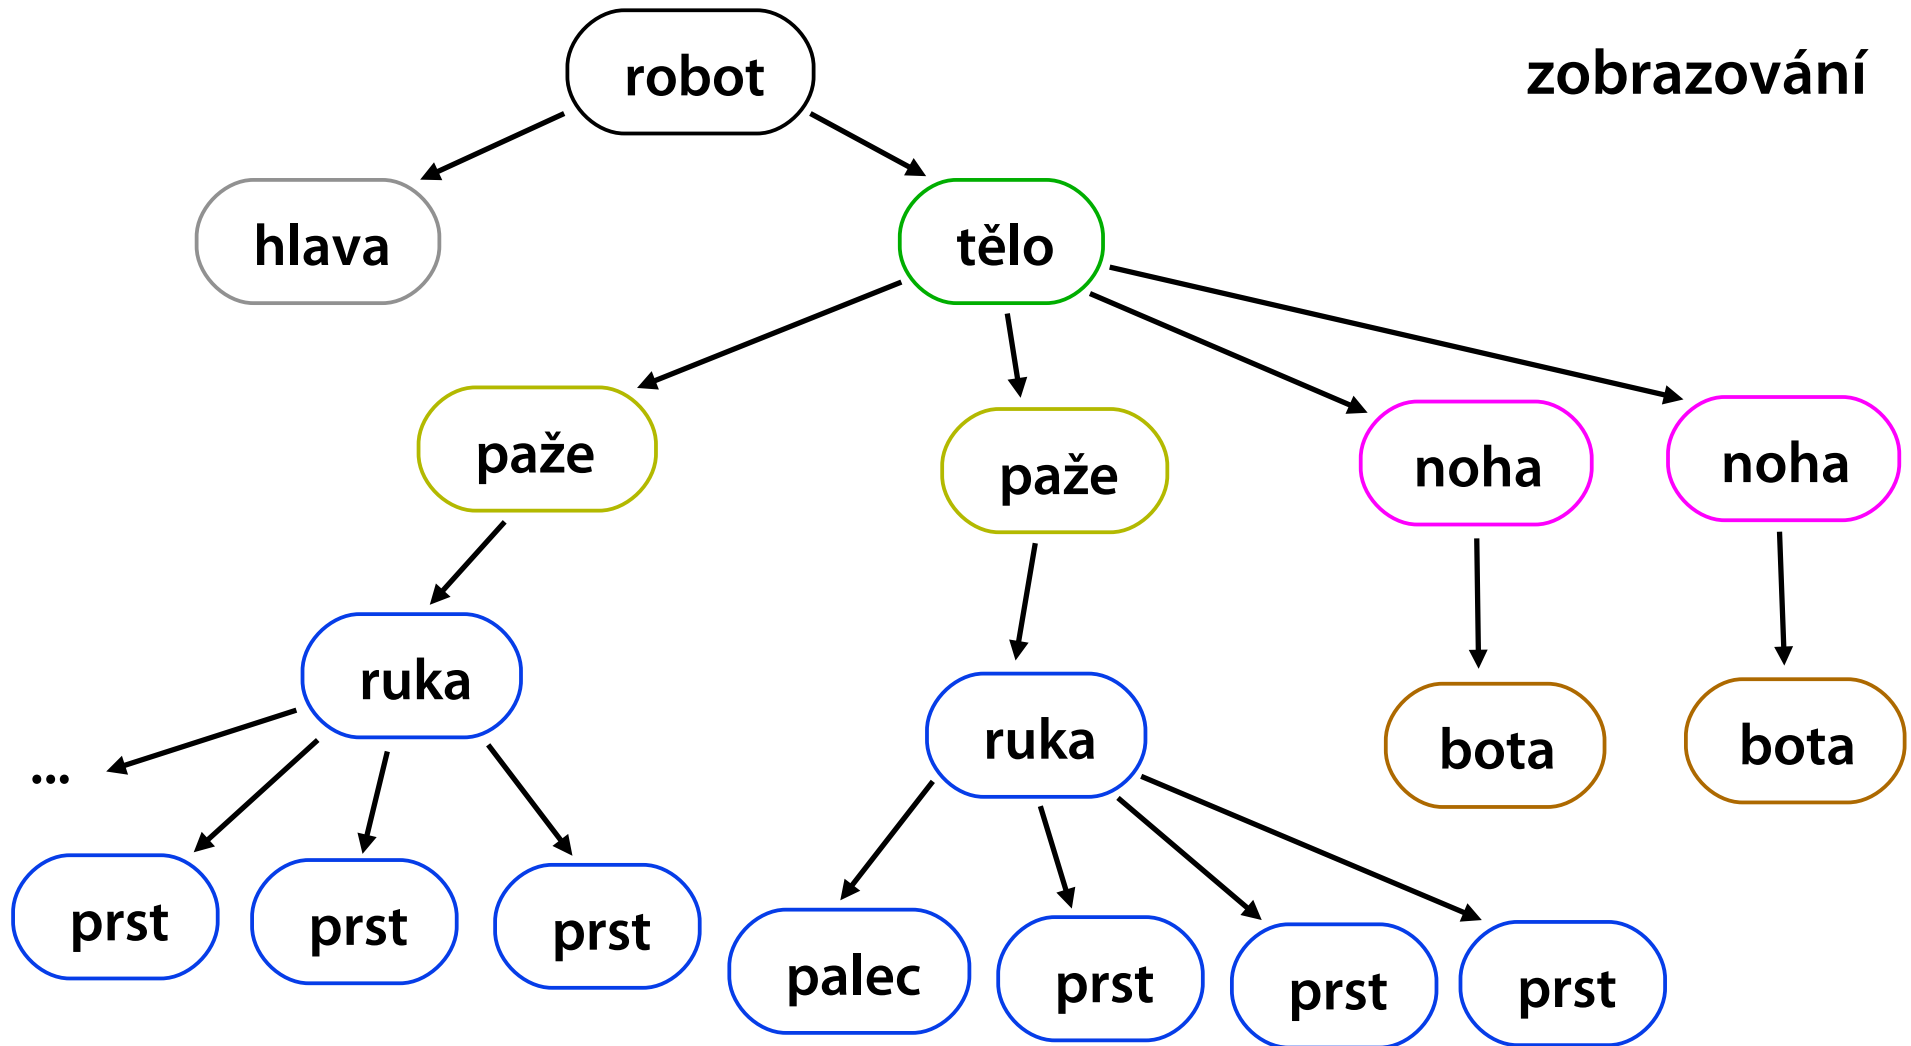 zobrazování
robot
hlava
tělo
paže
paže
noha
noha
ruka
ruka
bota
bota
...
prst
prst
prst
palec
prst
prst
prst